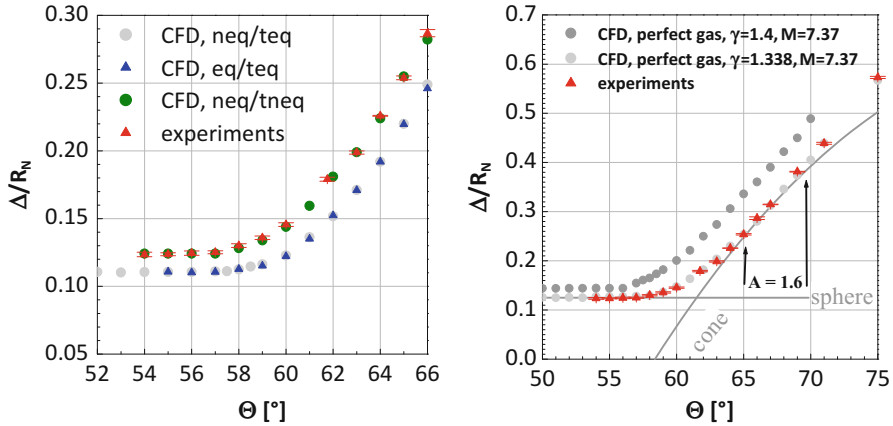 0.30
0.25
0.20
0.15
0.10
0.05
Δ/R_N
CFD, neq/teq
CFD, eq/teq
CFD, neq/tneq
experiments
52 54 56 58 60 62 64 66
Θ [°]
0.7
0.6
0.5
0.4
0.3
0.2
0.1
0.0
Δ/R_N
CFD, perfect gas, γ=1.4, M=7.37
CFD, perfect gas, γ=1.338, M=7.37
experiments
A = 1.6
sphere
cone
50 55 60 65 70 75
Θ [°]